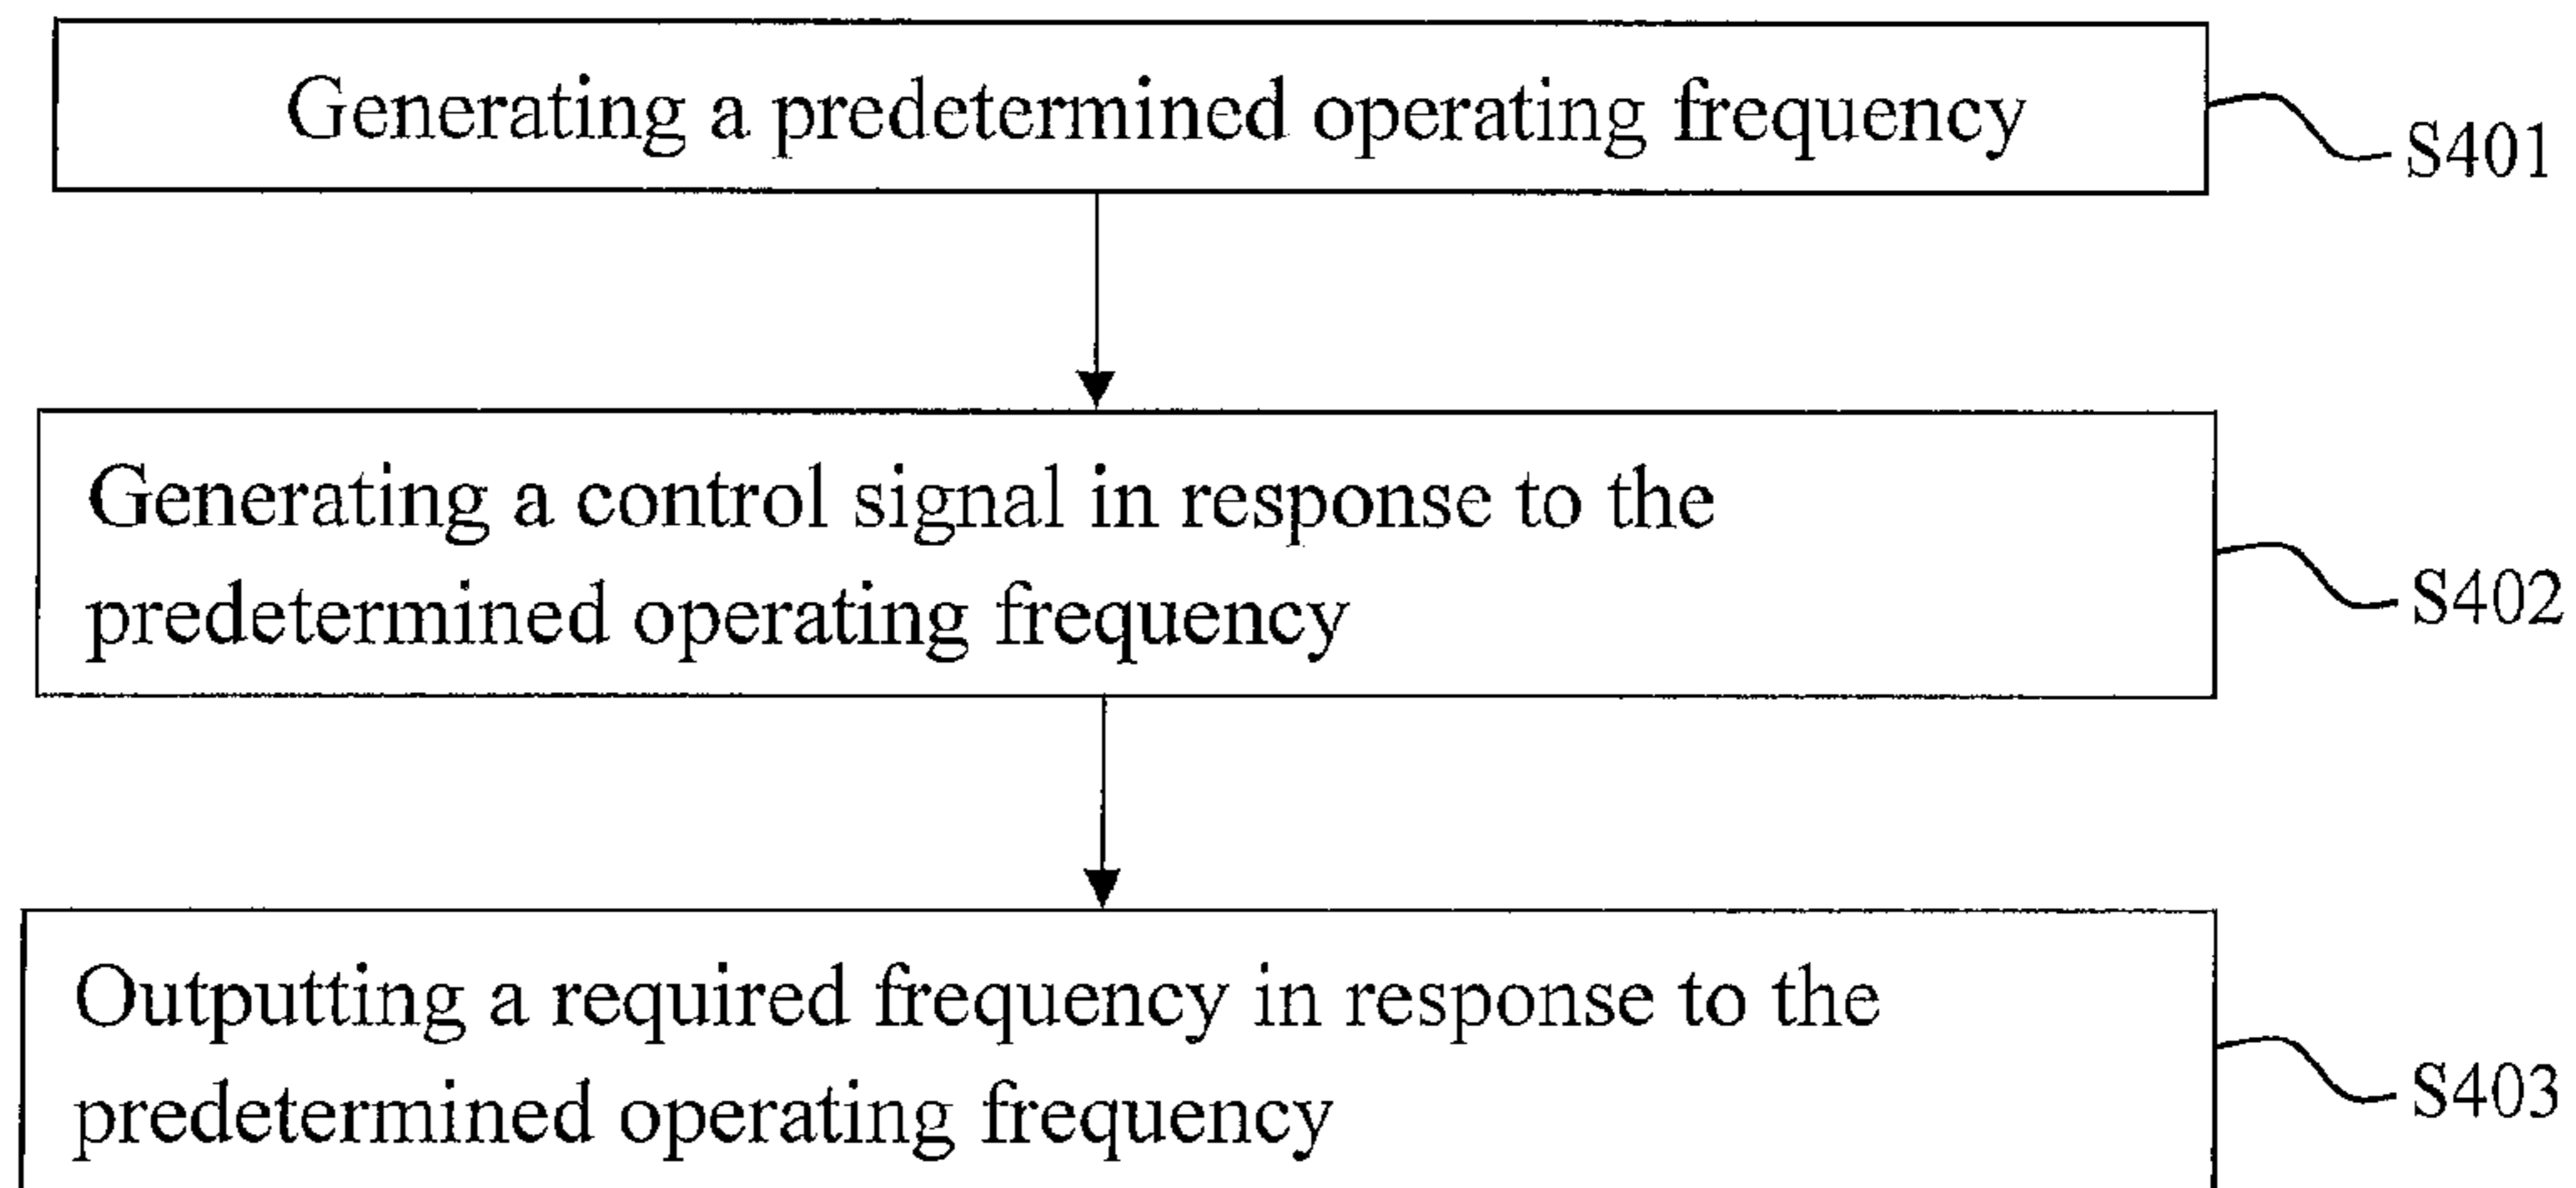 Generating a predetermined operating frequency
S401
Generating a control signal in response to the
predetermined operating frequency
S402
Outputting a required frequency in response to the
predetermined operating frequency
S403